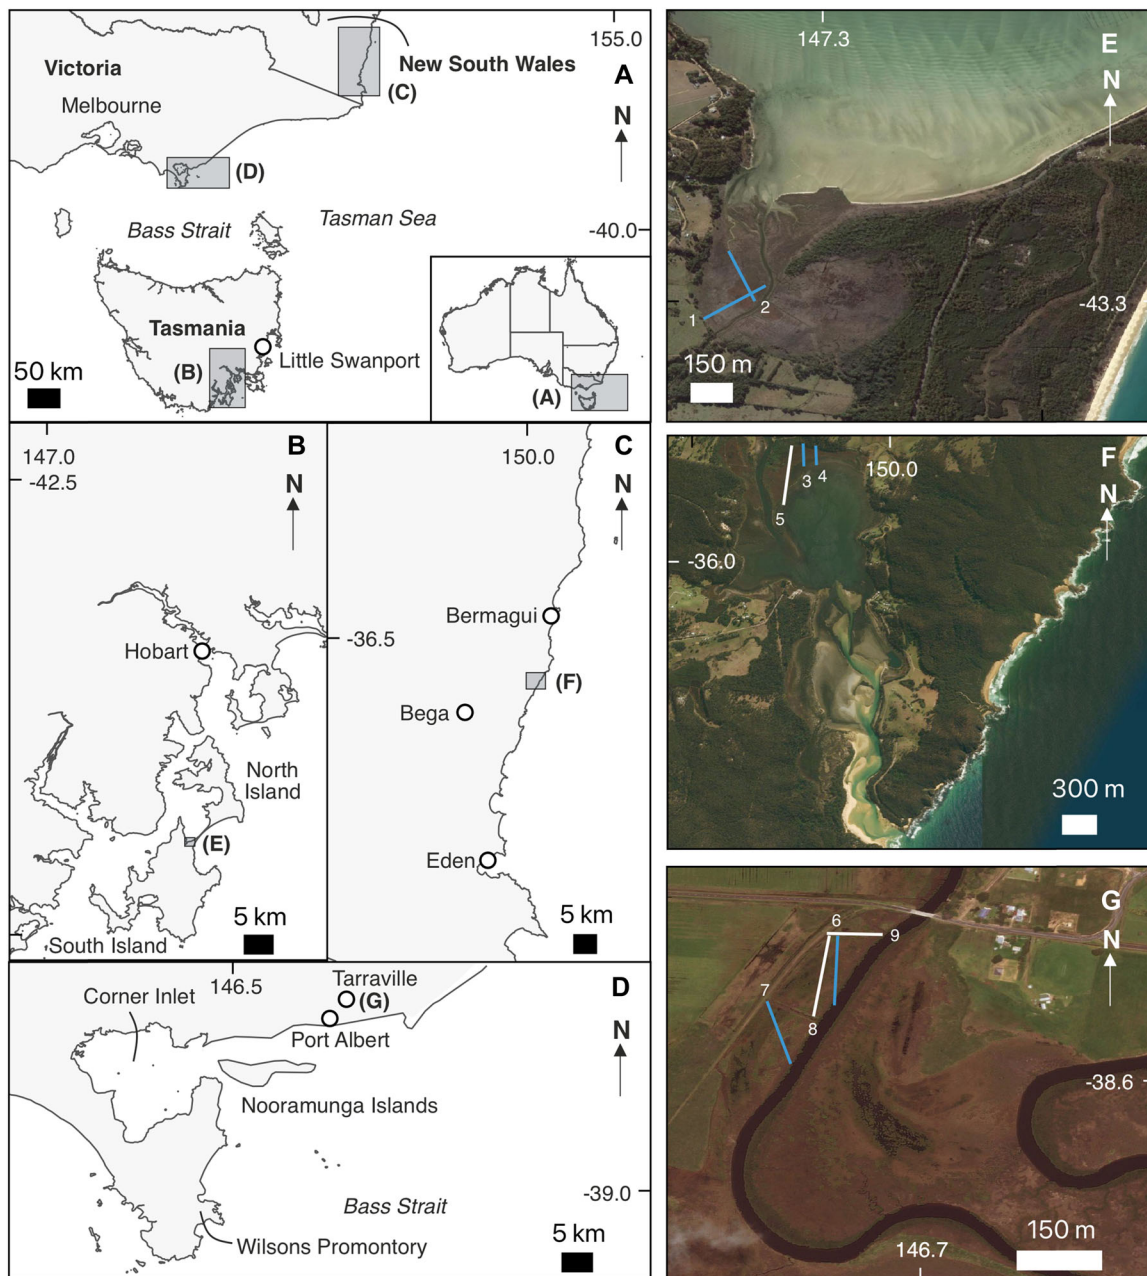 155.0
Victoria
New South Wales
A
(C)
Melbourne
N
(D)
Bass Strait
Tasman Sea
-40.0
Tasmania
Little Swanport
(B)
50 km
(A)
147.0
B
-42.5
N
Hobart
North
Island
(E)
5 km
South Island
150.0
C
N
-36.5
Bermagui
(F)
Bega
Eden
5 km
146.5
Tarraville
D
Corner Inlet
(G)
N
Port Albert
Nooramunga Islands
-39.0
Bass Strait
Wilsons Promontory
5 km
147.3
E
N
-43.3
1
2
150 m
150.0
F
3
4
N
5
-36.0
300 m
G
6
9
N
7
8
-38.6
150 m
146.7